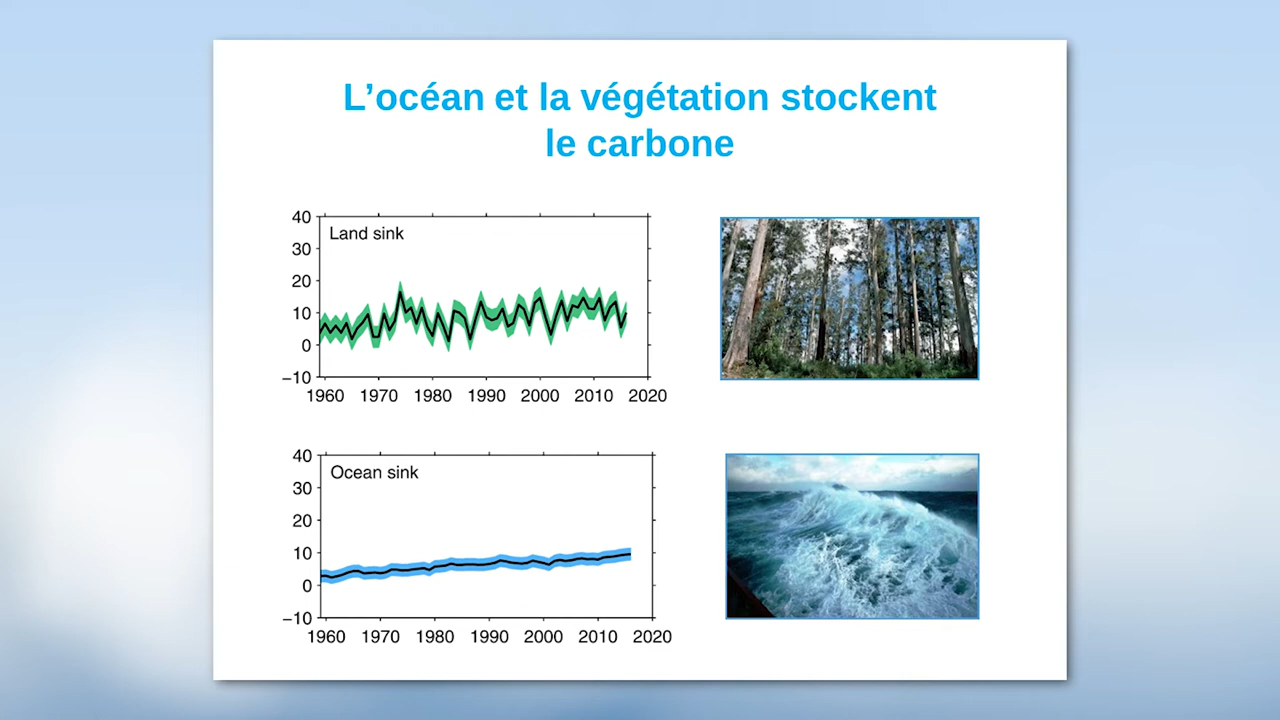 L’océan et la végétation stockent
le carbone
40
Land sink
30
20
10
0
−10
1960 1970 1980 1990 2000 2010 2020
40
Ocean sink
30
20
10
0
−10
1960 1970 1980 1990 2000 2010 2020